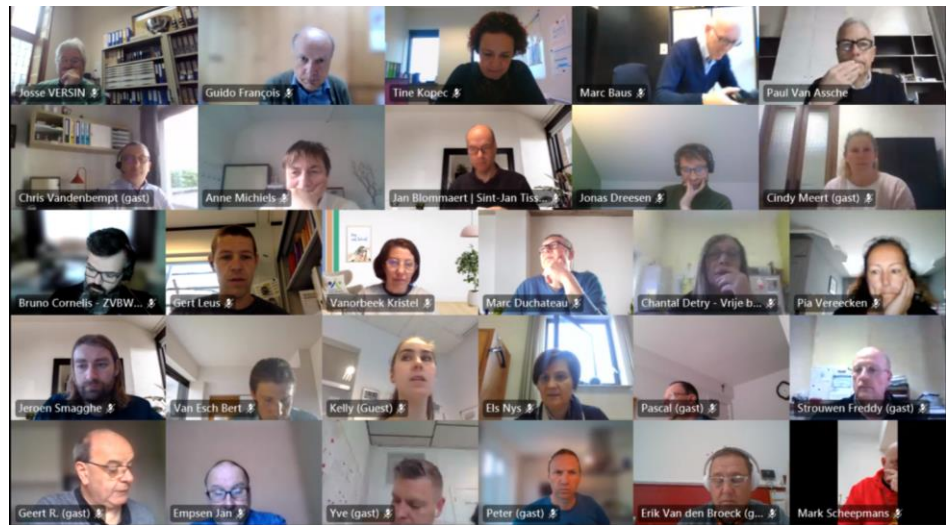 Josse VERSIN
Guido François
Tine Kopec
Marc Baus
Paul Van Assche
Chris Vandenbempt (gast)
Anne Michiels
Jan Blommaert | Sint-Jan Tiss...
Jonas Dreesen
Cindy Meert (gast)
Bruno Cornelis - ZVBW...
Gert Leus
Vanorbeek Kristel
Marc Duchateau
Chantal Detry - Vrije b...
Pia Vereecken
Jeroen Smagghe
Van Esch Bert
Kelly (Guest)
Els Nys
Pascal (gast)
Strouwen Freddy (gast)
Geert R. (gast)
Empsen Jan
Yve (gast)
Peter (gast)
Erik Van den Broeck (g...
Mark Scheepmans